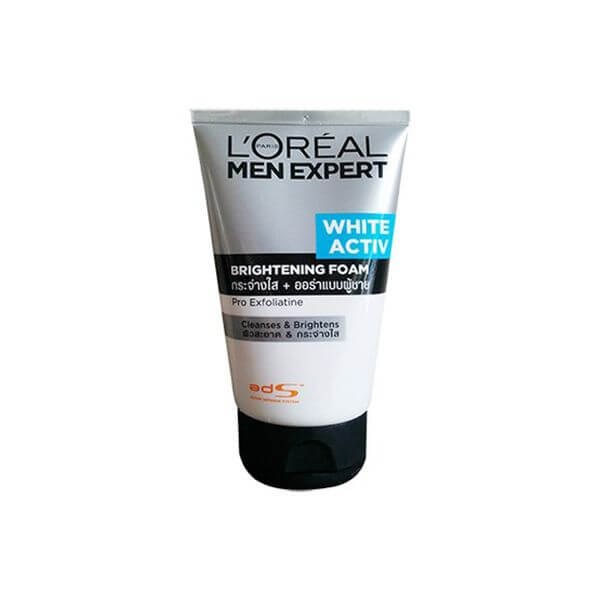 L'ORÉAL
PARIS
MEN EXPERT
WHITE
ACTIV
BRIGHTENING FOAM
กระจ่างใส + ออร่าแบบผู้ชาย
Pro Exfoliatine
Cleanses & Brightens
ผิวสะอาด & กระจ่างใส
adS™